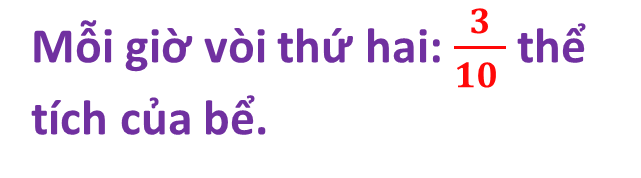 Mỗi giờ vòi thứ hai: 3/10 thể
tích của bể.